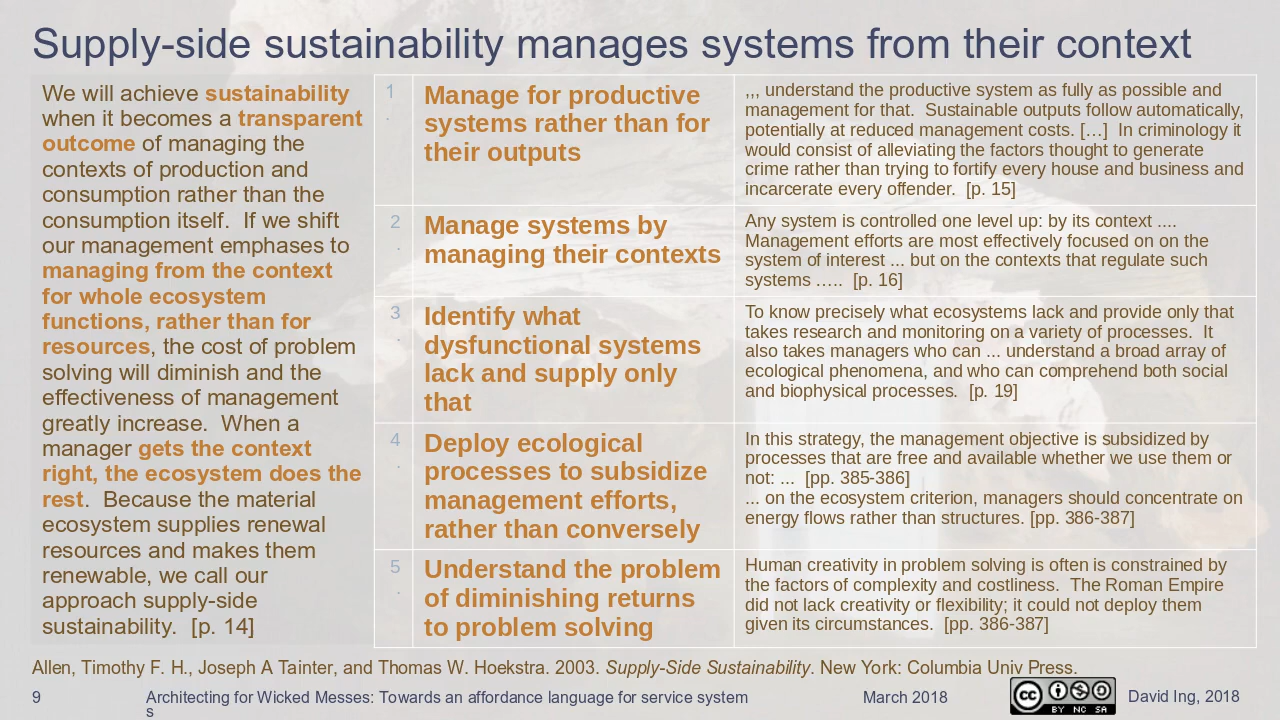 Supply-side sustainability manages systems from their context
We will achieve sustainability
when it becomes a transparent
outcome of managing the
contexts of production and
consumption rather than the
consumption itself.  If we shift
our management emphases to
managing from the context
for whole ecosystem
functions, rather than for
resources, the cost of problem
solving will diminish and the
effectiveness of management
greatly increase.  When a
manager gets the context
right, the ecosystem does the
rest.  Because the material
ecosystem supplies renewal
resources and makes them
renewable, we call our
approach supply-side
sustainability.  [p. 14]
1
.
Manage for productive
systems rather than for
their outputs
,,, understand the productive system as fully as possible and
management for that.  Sustainable outputs follow automatically,
potentially at reduced management costs. […]  In criminology it
would consist of alleviating the factors thought to generate
crime rather than trying to fortify every house and business and
incarcerate every offender.  [p. 15]
2
.
Manage systems by
managing their contexts
Any system is controlled one level up: by its context ....
Management efforts are most effectively focused on on the
system of interest ... but on the contexts that regulate such
systems …..  [p. 16]
3
.
Identify what
dysfunctional systems
lack and supply only
that
To know precisely what ecosystems lack and provide only that
takes research and monitoring on a variety of processes.  It
also takes managers who can ... understand a broad array of
ecological phenomena, and who can comprehend both social
and biophysical processes.  [p. 19]
4
.
Deploy ecological
processes to subsidize
management efforts,
rather than conversely
In this strategy, the management objective is subsidized by
processes that are free and available whether we use them or
not: ...  [pp. 385-386]
... on the ecosystem criterion, managers should concentrate on
energy flows rather than structures. [pp. 386-387]
5
.
Understand the problem
of diminishing returns
to problem solving
Human creativity in problem solving is often is constrained by
the factors of complexity and costliness.  The Roman Empire
did not lack creativity or flexibility; it could not deploy them
given its circumstances.  [pp. 386-387]
Allen, Timothy F. H., Joseph A Tainter, and Thomas W. Hoekstra. 2003. Supply-Side Sustainability. New York: Columbia Univ Press.
9
Architecting for Wicked Messes: Towards an affordance language for service system
s
March 2018
cc
BY NC SA
David Ing, 2018